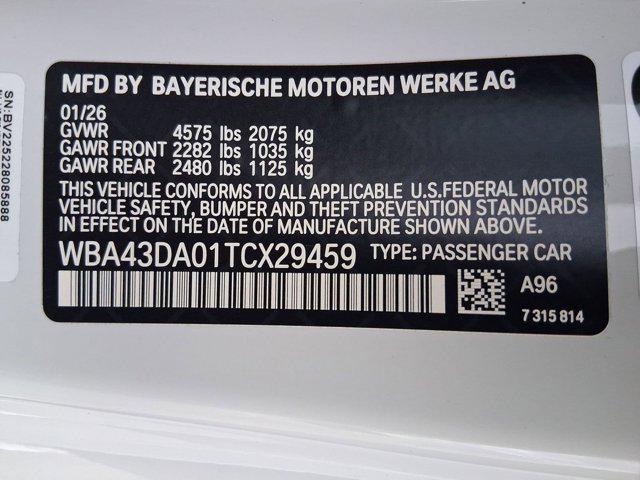 MFD BY BAYERISCHE MOTOREN WERKE AG
01/26
GVWR 4575 lbs 2075 kg
GAWR FRONT 2282 lbs 1035 kg
GAWR REAR 2480 lbs 1125 kg
THIS VEHICLE CONFORMS TO ALL APPLICABLE U.S.FEDERAL MOTOR
VEHICLE SAFETY, BUMPER, AND THEFT PREVENTION STANDARDS
IN EFFECT ON THE DATE OF MANUFACTURE SHOWN ABOVE.
WBA43DA01TCX29459 TYPE: PASSENGER CAR
A96
7 315 814
SN:BV225228085888